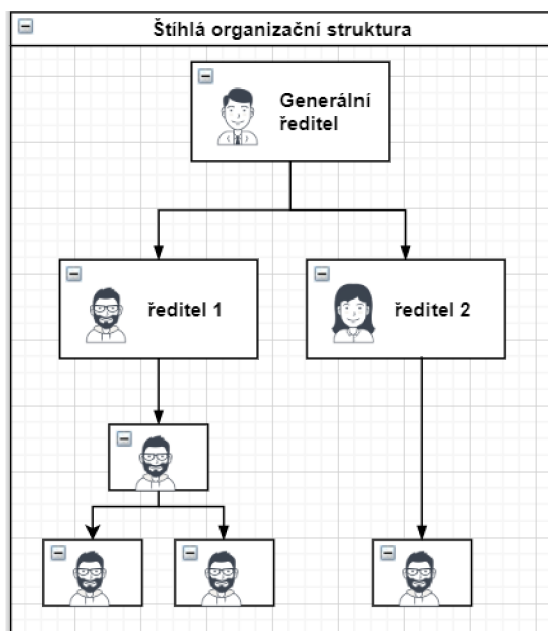 Štíhlá organizační struktura
Generální
ředitel
ředitel 1
ředitel 2